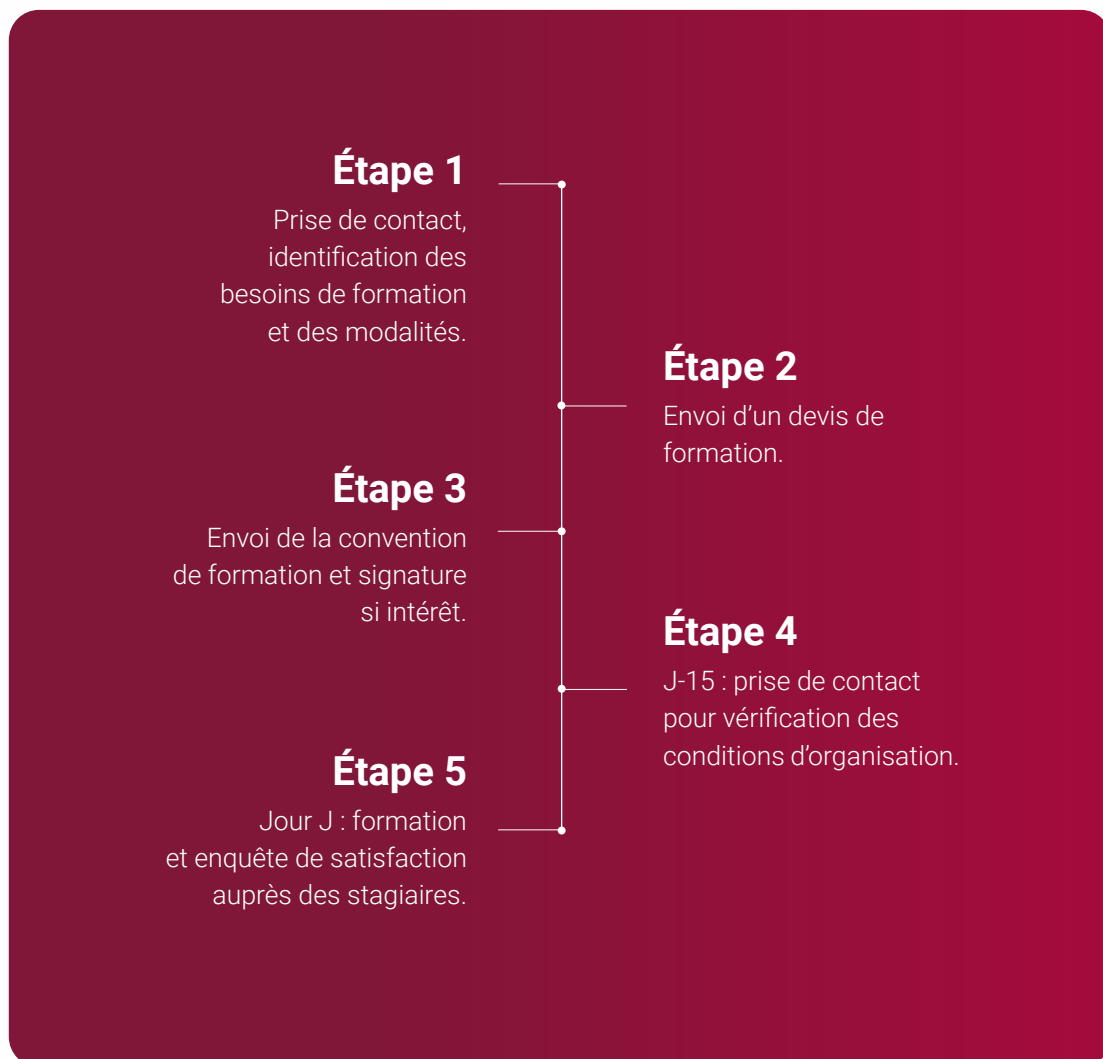 Étape 1
Prise de contact,
identification des
besoins de formation
et des modalités.
Étape 2
Envoi d’un devis de
formation.
Étape 3
Envoi de la convention
de formation et signature
si intérêt.
Étape 4
J-15 : prise de contact
pour vérification des
conditions d’organisation.
Étape 5
Jour J : formation
et enquête de satisfaction
auprès des stagiaires.